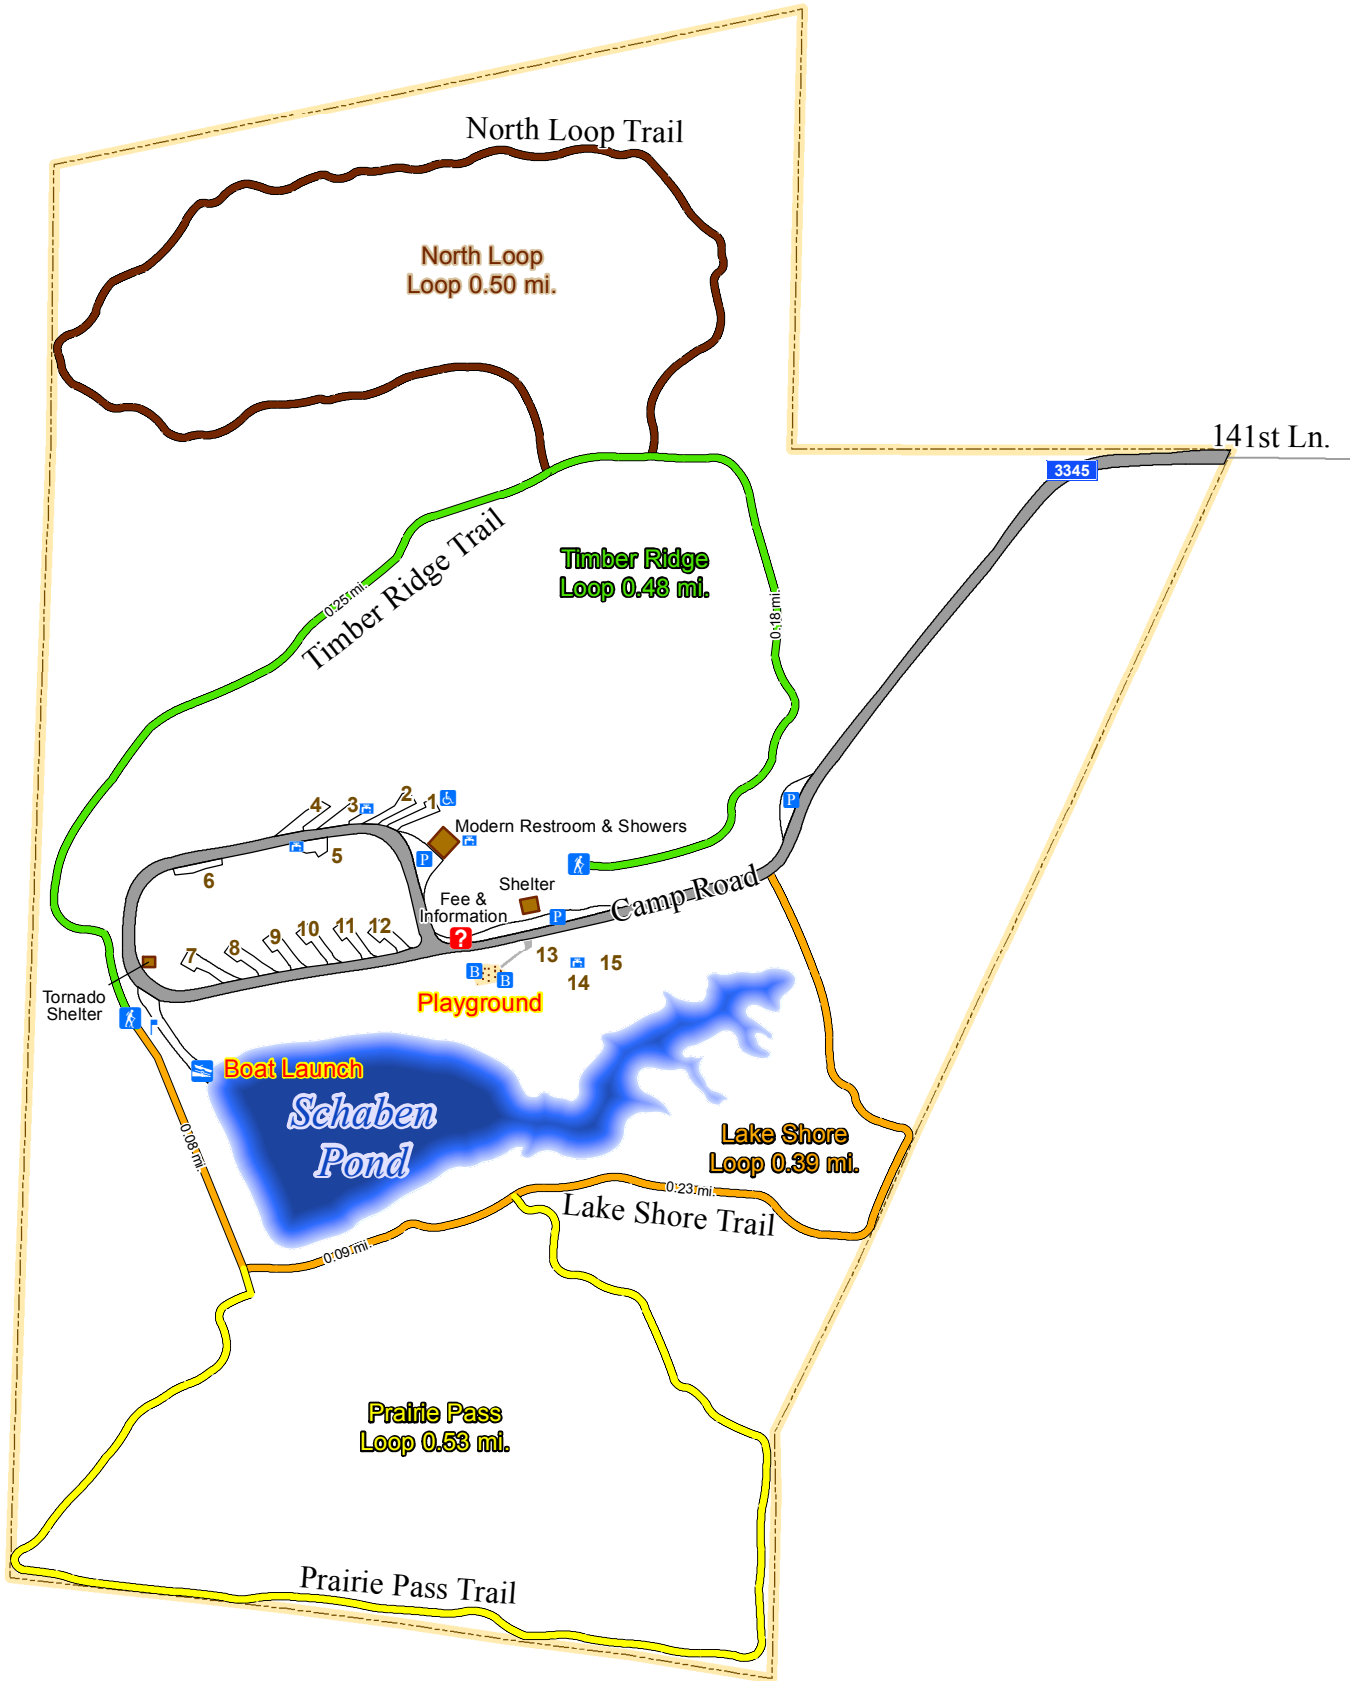 North Loop Trail
North Loop
Loop 0.50 mi.
141st Ln.
3345
Timber Ridge Trail
0.25 mi.
Timber Ridge
Loop 0.48 mi.
0.18 mi.
4
3
2
1
P
5
6
Modern Restroom & Showers
P
Shelter
Fee &
Information
?
P
Camp Road
7
8
9
10
11
12
13
14
15
B
B
Playground
Tornado
Shelter
Boat Launch
Schaben
Pond
0.08 mi.
Lake Shore
Loop 0.39 mi.
0.23 mi.
Lake Shore Trail
0.09 mi.
Prairie Pass
Loop 0.53 mi.
Prairie Pass Trail